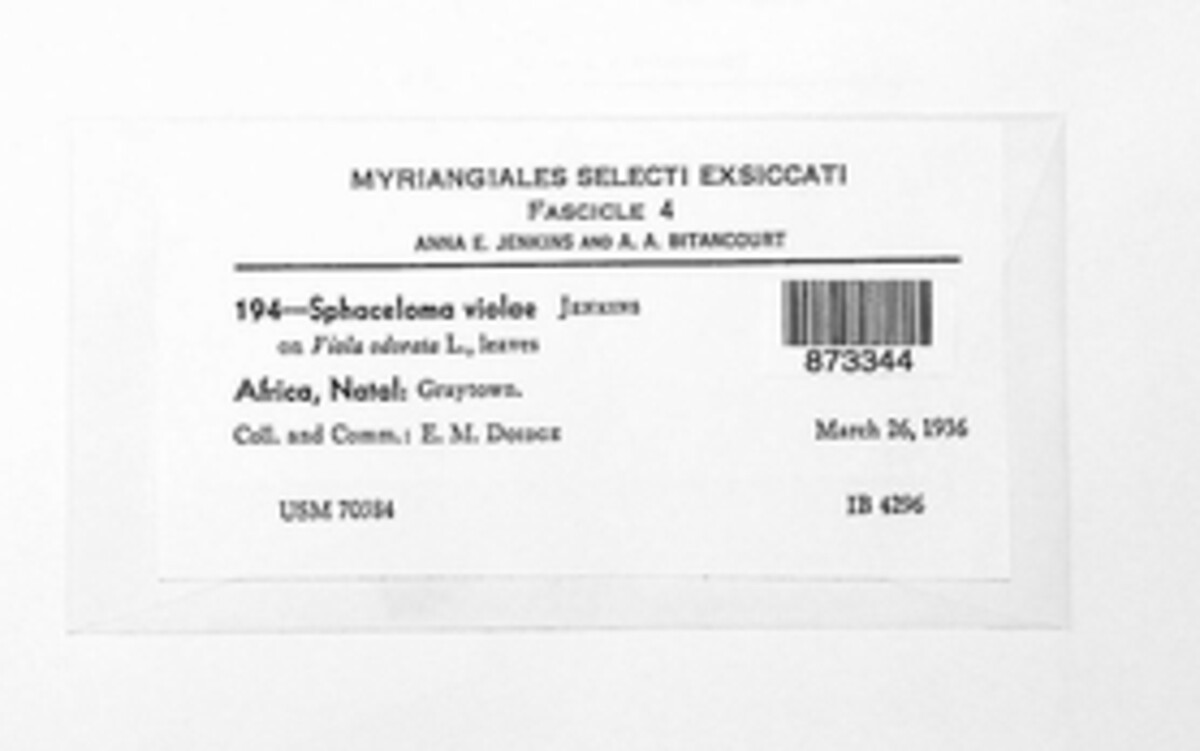 MYRIANGIALES SELECTI EXSICCATI
FASCICLE 4
ANNA E. JENKINS AND A. A. BITANCOURT
194—Sphaceloma violae JENKINS
on Viola odorata L., leaves
873344
Africa, Natal: Graytown.
Coll. and Comm.: E. M. DOIDGE
March 26, 1936
USM 70384
IB 4296